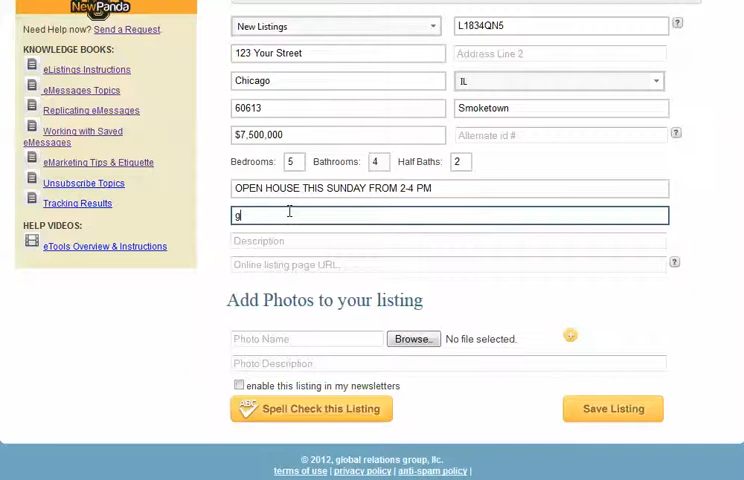 NewPanda
Need Help now? Send a Request.
KNOWLEDGE BOOKS:
eListings Instructions
eMessages Topics
Replicating eMessages
Working with Saved
eMessages
eMarketing Tips & Etiquette
Unsubscribe Topics
Tracking Results
HELP VIDEOS:
eTools Overview & Instructions
New Listings L1834QN5 ?
123 Your Street Address Line 2
Chicago IL
60613 Smoketown
$7,500,000 Alternate id # ?
Bedrooms: 5 Bathrooms: 4 Half Baths: 2
OPEN HOUSE THIS SUNDAY FROM 2-4 PM
g
Description
Online listing page URL. ?
Add Photos to your listing
Photo Name Browse... No file selected.
Photo Description
enable this listing in my newsletters
ABC Spell Check this Listing Save Listing
© 2012, global relations group, llc.
terms of use | privacy policy | anti-spam policy |